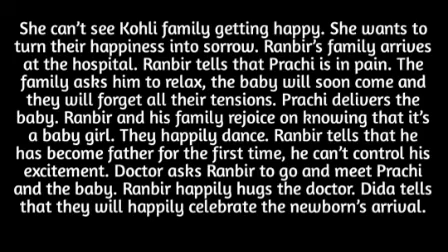 She can't see Kohli family getting happy. She wants to
turn their happiness into sorrow. Ranbir's family arrives
at the hospital. Ranbir tells that Prachi is in pain. The
family asks him to relax, the baby will soon come and
they will forget all their tensions. Prachi delivers the
baby. Ranbir and his family rejoice on knowing that it's
a baby girl. They happily dance. Ranbir tells that he
has become father for the first time, he can't control his
excitement. Doctor asks Ranbir to go and meet Prachi
and the baby. Ranbir happily hugs the doctor. Dida tells
that they will happily celebrate the newborn's arrival.